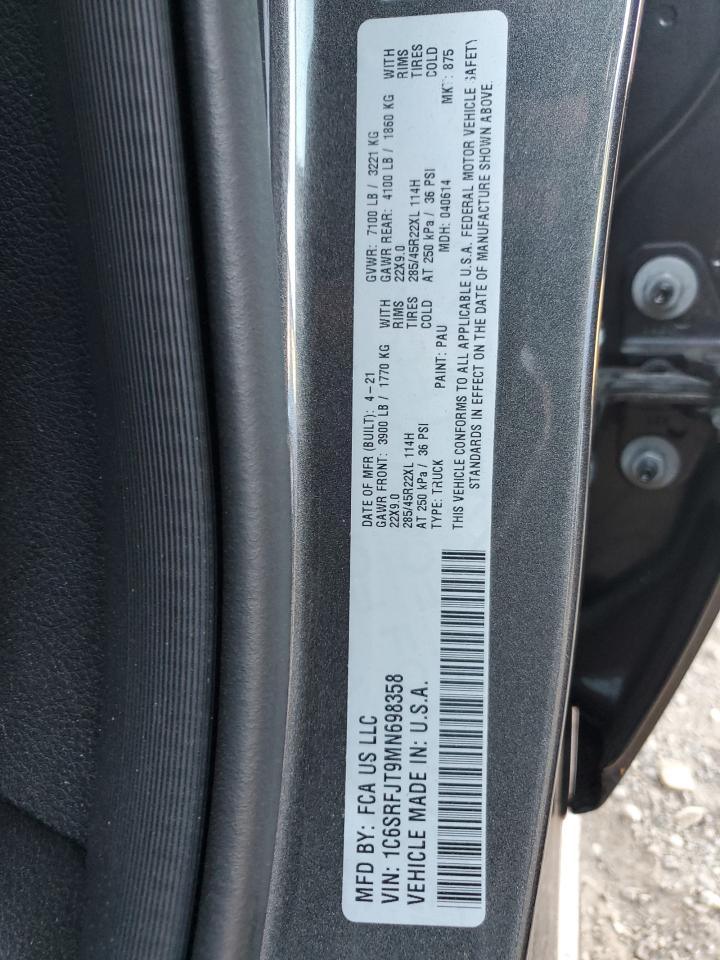 MFD BY: FCA US LLC
VIN: 1C6SRFJT9MN698358
VEHICLE MADE IN: U.S.A.
DATE OF MFR (BUILT): 4-21
GAWR FRONT: 3900 LB / 1770 KG WITH
22X9.0 RIMS
285/45R22XL 114H TIRES
AT 250 kPa / 36 PSI COLD
TYPE: TRUCK PAINT: PAU
GVWR: 7100 LB / 3221 KG
GAWR REAR: 4100 LB / 1860 KG WITH
22X9.0 RIMS
285/45R22XL 114H TIRES
AT 250 kPa / 36 PSI COLD
MDH: 040614 875
THIS VEHICLE CONFORMS TO ALL APPLICABLE U.S.A. FEDERAL MOTOR VEHICLE SAFETY
STANDARDS IN EFFECT ON THE DATE OF MANUFACTURE SHOWN ABOVE.